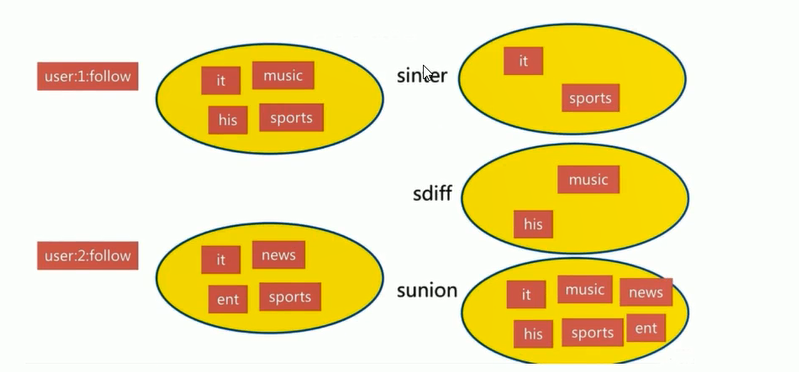 user:1:follow
it
music
his
sports
sinter
it
sports
sdiff
music
his
user:2:follow
it
news
ent
sports
sunion
it
music
news
his
sports
ent